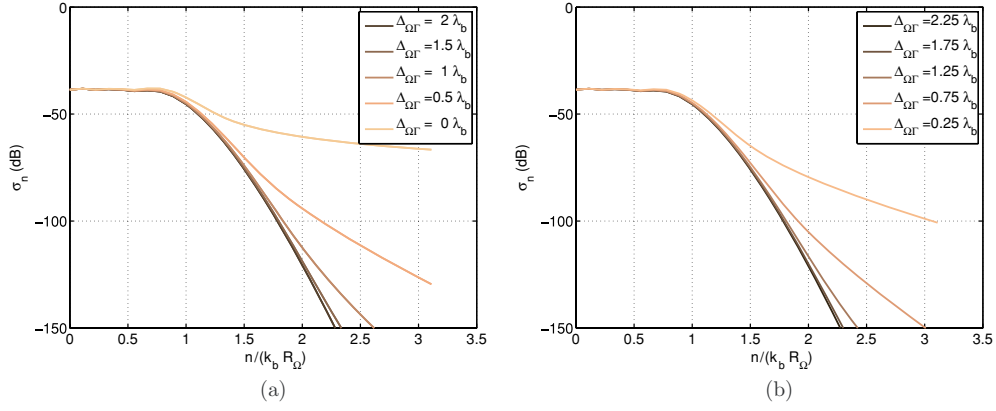 0
−50
−100
−150
0 0.5 1 1.5 2 2.5 3 3.5
σn (dB)
n/(kb RΩ)
ΔΩΓ = 2 λb
ΔΩΓ =1.5 λb
ΔΩΓ = 1 λb
ΔΩΓ =0.5 λb
ΔΩΓ = 0 λb
(a)
0
−50
−100
−150
0 0.5 1 1.5 2 2.5 3 3.5
σn (dB)
n/(kb RΩ)
ΔΩΓ =2.25 λb
ΔΩΓ =1.75 λb
ΔΩΓ =1.25 λb
ΔΩΓ =0.75 λb
ΔΩΓ =0.25 λb
(b)